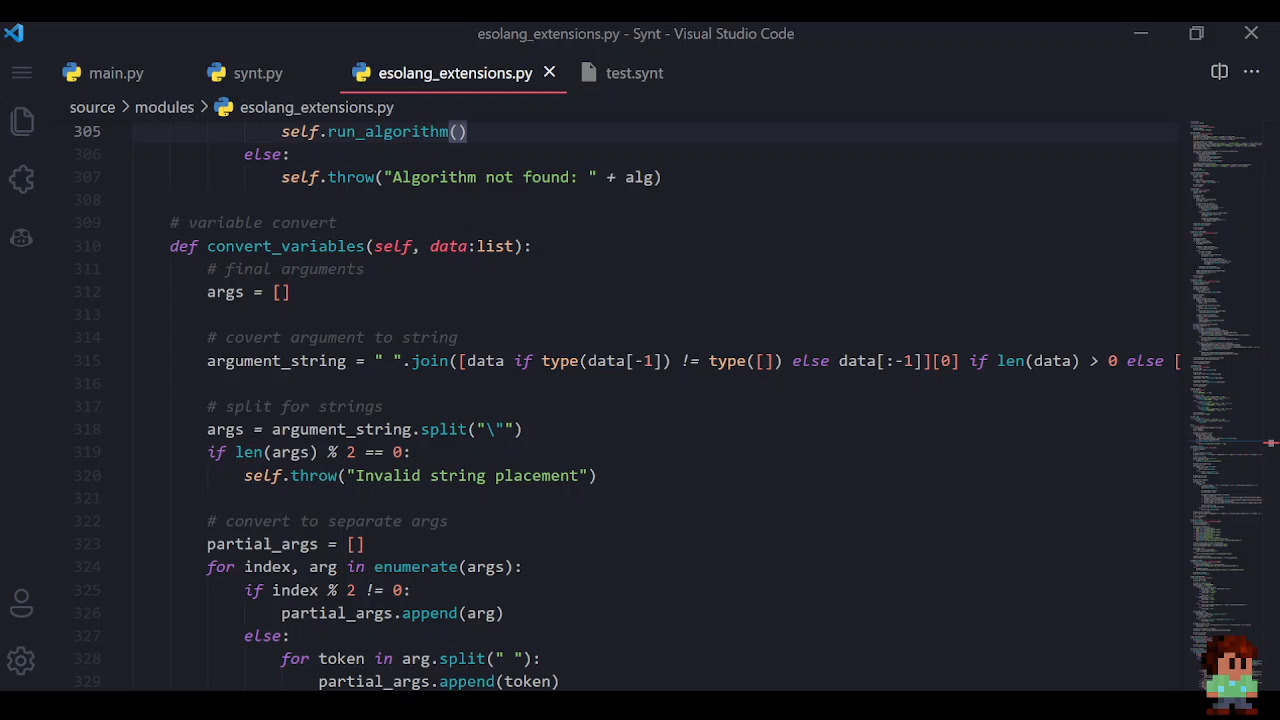 esolang_extensions.py - Synt - Visual Studio Code
main.py synt.py esolang_extensions.py test.synt
source modules esolang_extensions.py
305 self.run_algorithm()
306 else:
307 self.throw("Algorithm not found: " + alg)
308
309 # variable convert
310 def convert_variables(self, data:list):
311 # final arguments
312 args = []
313
314 # covert argument to string
315 argument_string = " ".join([data if type(data[-1]) != type([]) else data[:-1]][0] if len(data) > 0 else [
316
317 # split for strings
318 args = argument_string.split("\"")
319 if len(args) % 2 == 0:
320 self.throw("Invalid string placement")
321
322 # convert to separate args
323 partial_args = []
324 for index, arg in enumerate(args):
325 if index % 2 != 0:
326 partial_args.append(arg)
327 else:
328 for token in arg.split(" "):
329 partial_args.append(token)